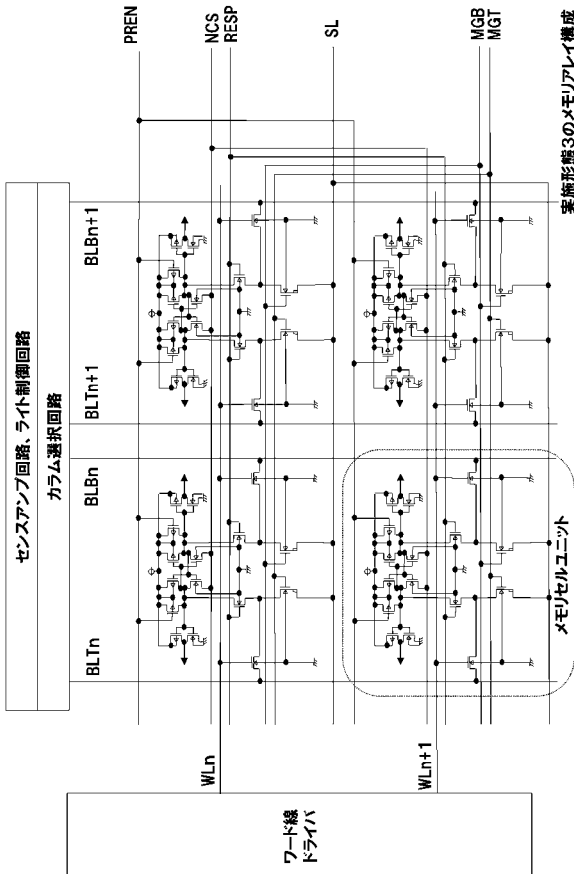 センスアンプ回路、ライト制御回路
カラム選択回路
BLTn
BLBn
BLTn+1
BLBn+1
PREN
NCS
RESP
SL
MGB
MGT
WLn
WLn+1
ワード線
ドライバ
メモリセルユニット
実施形態3のメモリアレイ構成